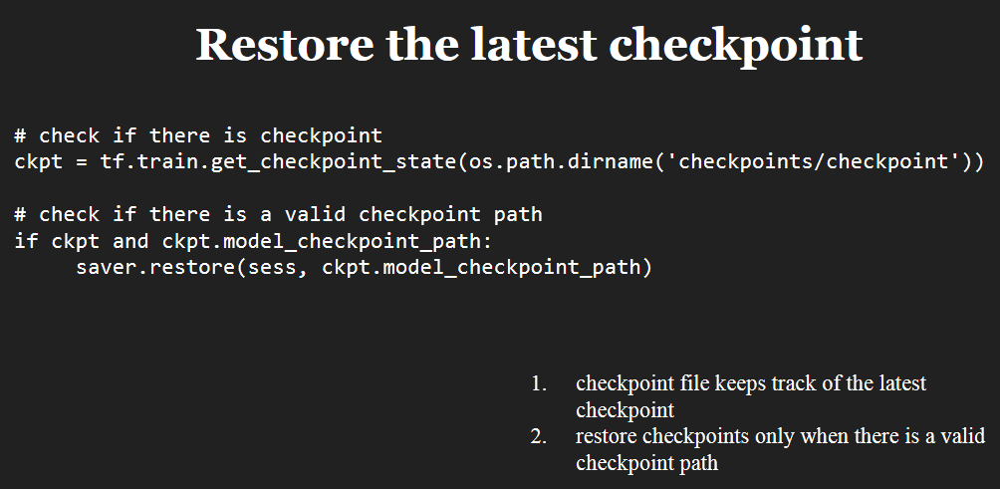 Restore the latest checkpoint
# check if there is checkpoint
ckpt = tf.train.get_checkpoint_state(os.path.dirname('checkpoints/checkpoint'))
# check if there is a valid checkpoint path
if ckpt and ckpt.model_checkpoint_path:
     saver.restore(sess, ckpt.model_checkpoint_path)
1. checkpoint file keeps track of the latest
checkpoint
2. restore checkpoints only when there is a valid
checkpoint path